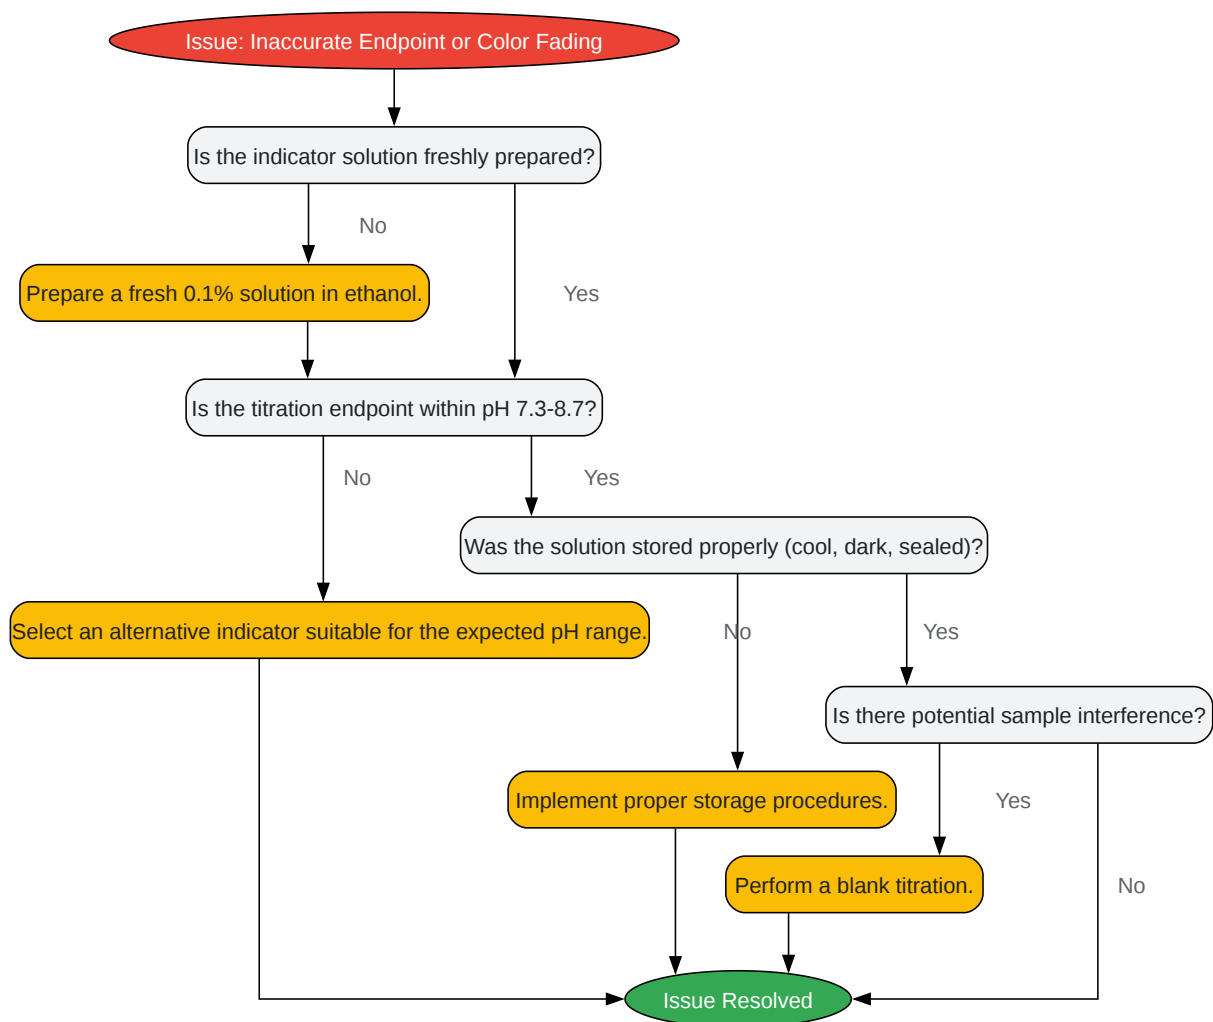 Issue: Inaccurate Endpoint or Color Fading
Is the indicator solution freshly prepared?
No
Prepare a fresh 0.1% solution in ethanol.
Yes
Is the titration endpoint within pH 7.3-8.7?
No
Yes
Was the solution stored properly (cool, dark, sealed)?
Select an alternative indicator suitable for the expected pH range.
No
Yes
Is there potential sample interference?
Implement proper storage procedures.
Yes
Perform a blank titration.
No
Issue Resolved